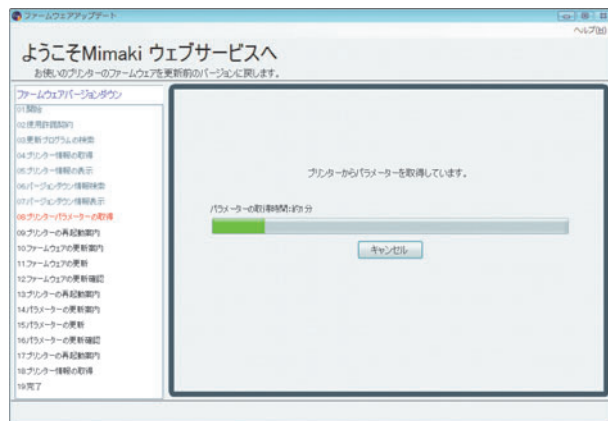 ファームウェアアップデート
ヘルプ(H)
ようこそMimaki ウェブサービスへ
お使いのプリンターのファームウェアを更新前のバージョンに戻します。
ファームウェアバージョンダウン
01.開始
02.使用許諾契約
03.更新プログラムの検索
04.プリンター情報の取得
05.プリンター情報の表示
06.バージョンダウン情報検索
07.バージョンダウン情報表示
08.プリンターパラメーターの取得
09.プリンターの再起動案内
10.ファームウェアの更新案内
11.ファームウェアの更新
12.ファームウェアの更新確認
13.プリンターの再起動案内
14.パラメーターの更新案内
15.パラメーターの更新
16.パラメーターの更新確認
17.プリンターの再起動案内
18.プリンター情報の取得
19.完了
プリンターからパラメーターを取得しています。
パラメーターの取得時間:約1分
キャンセル